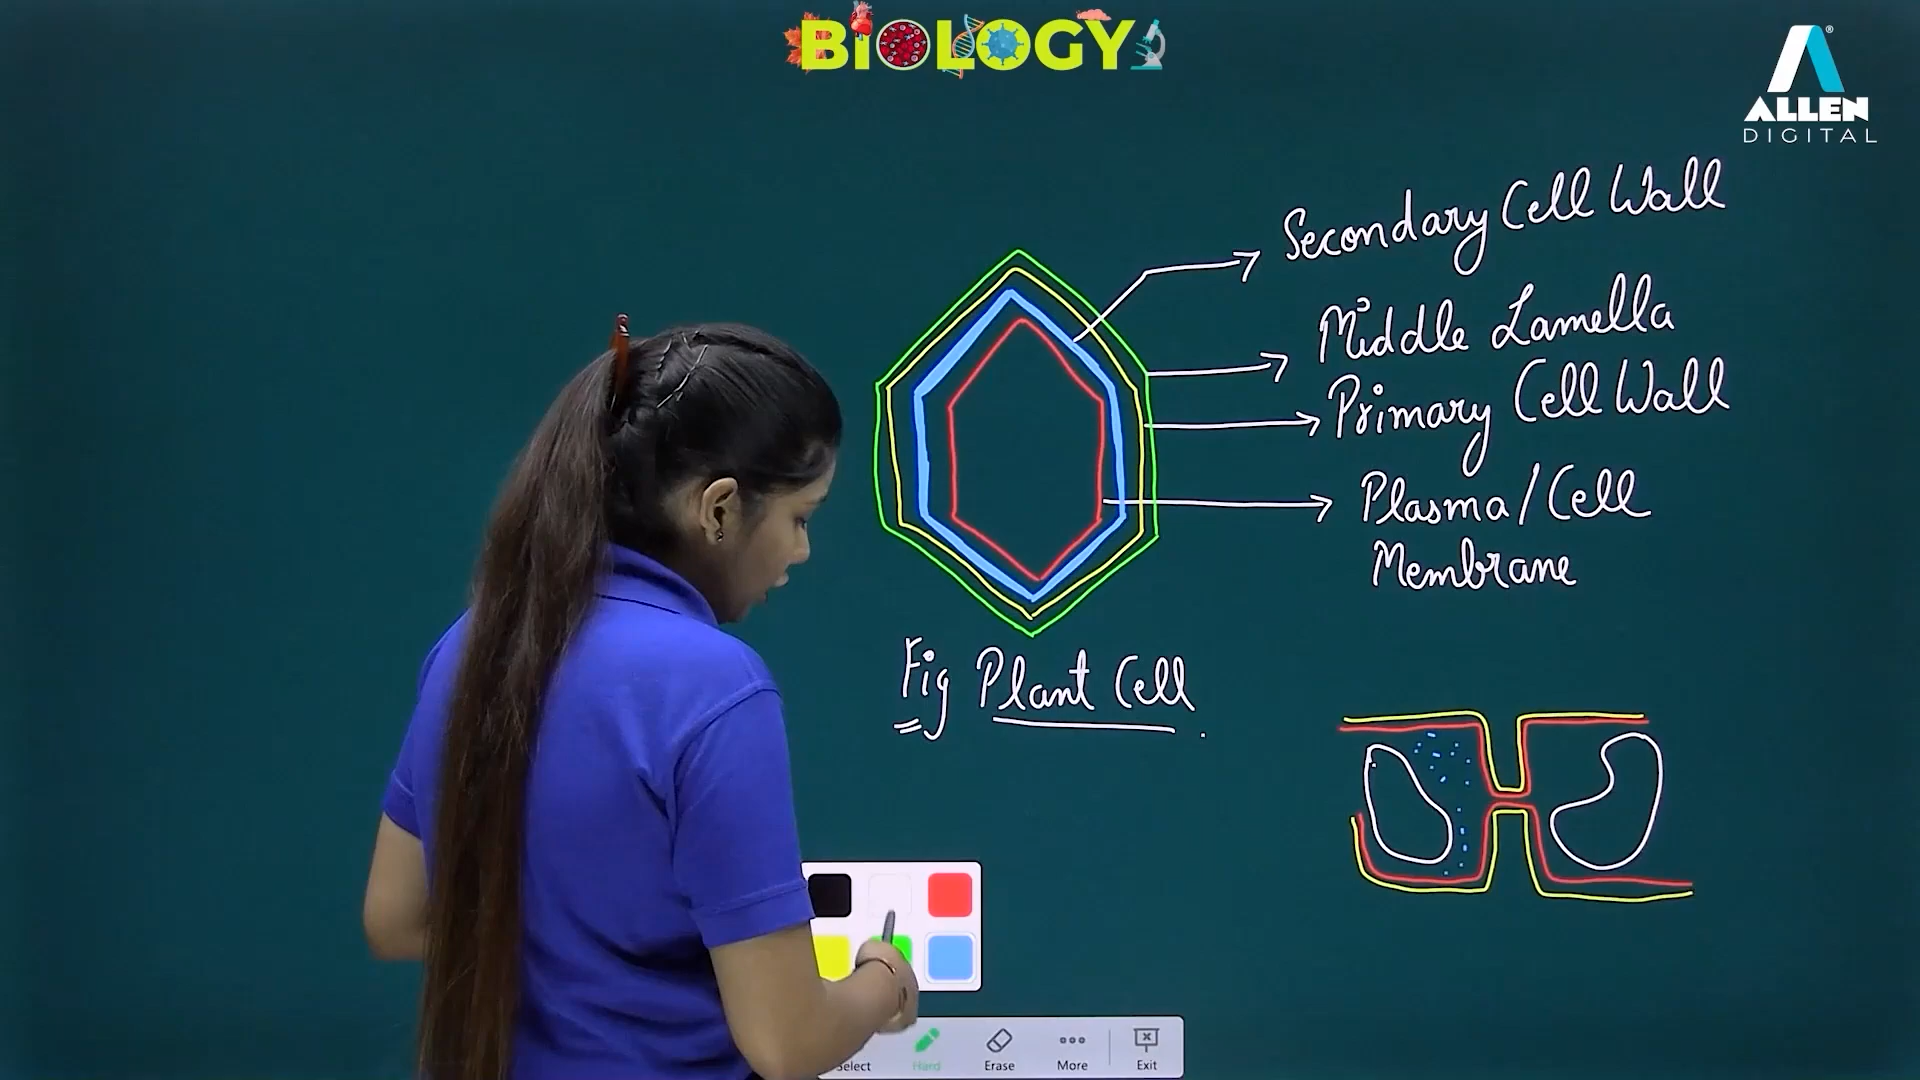 BIOLOGY
ALLEN
DIGITAL
Secondary Cell Wall
Middle Lamella
Primary Cell Wall
Plasma/Cell
Membrane
Fig Plant Cell
Select Hard Erase More Exit